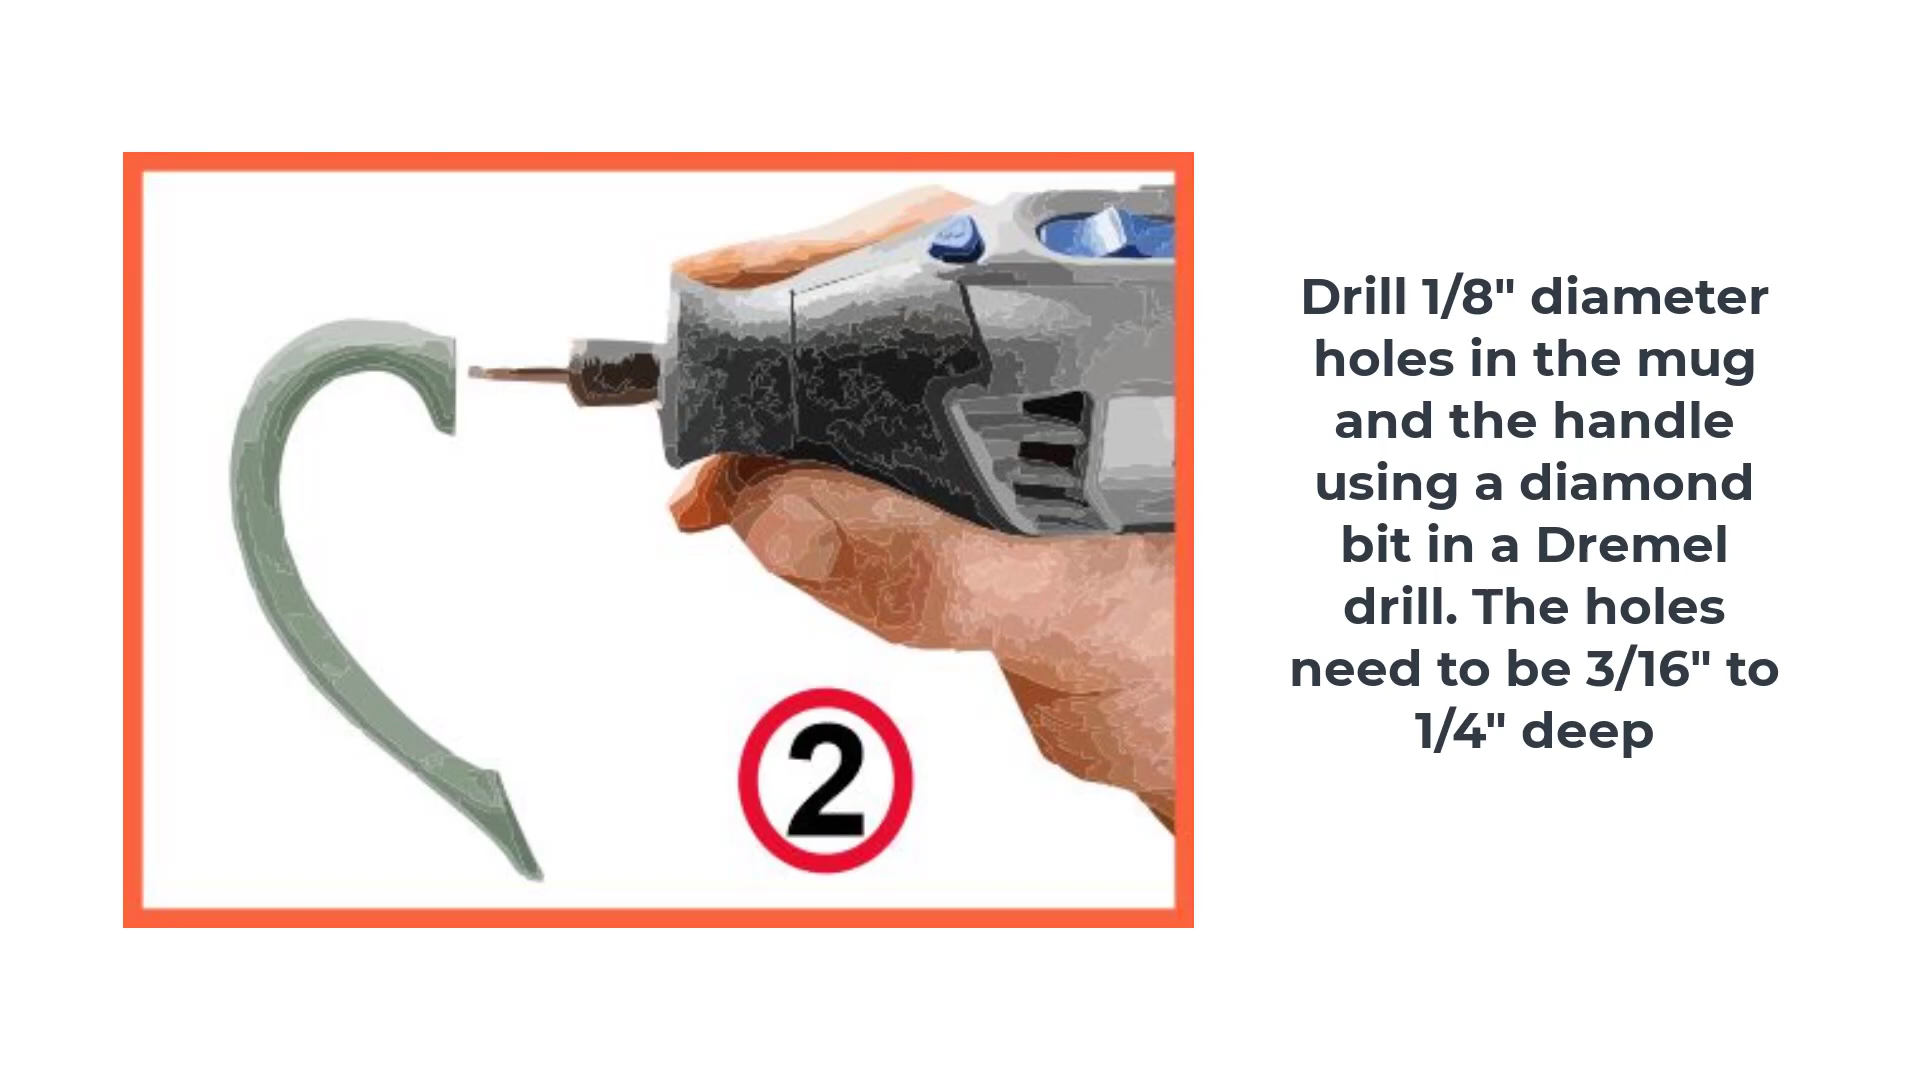 2
Drill 1/8" diameter
holes in the mug
and the handle
using a diamond
bit in a Dremel
drill. The holes
need to be 3/16" to
1/4" deep